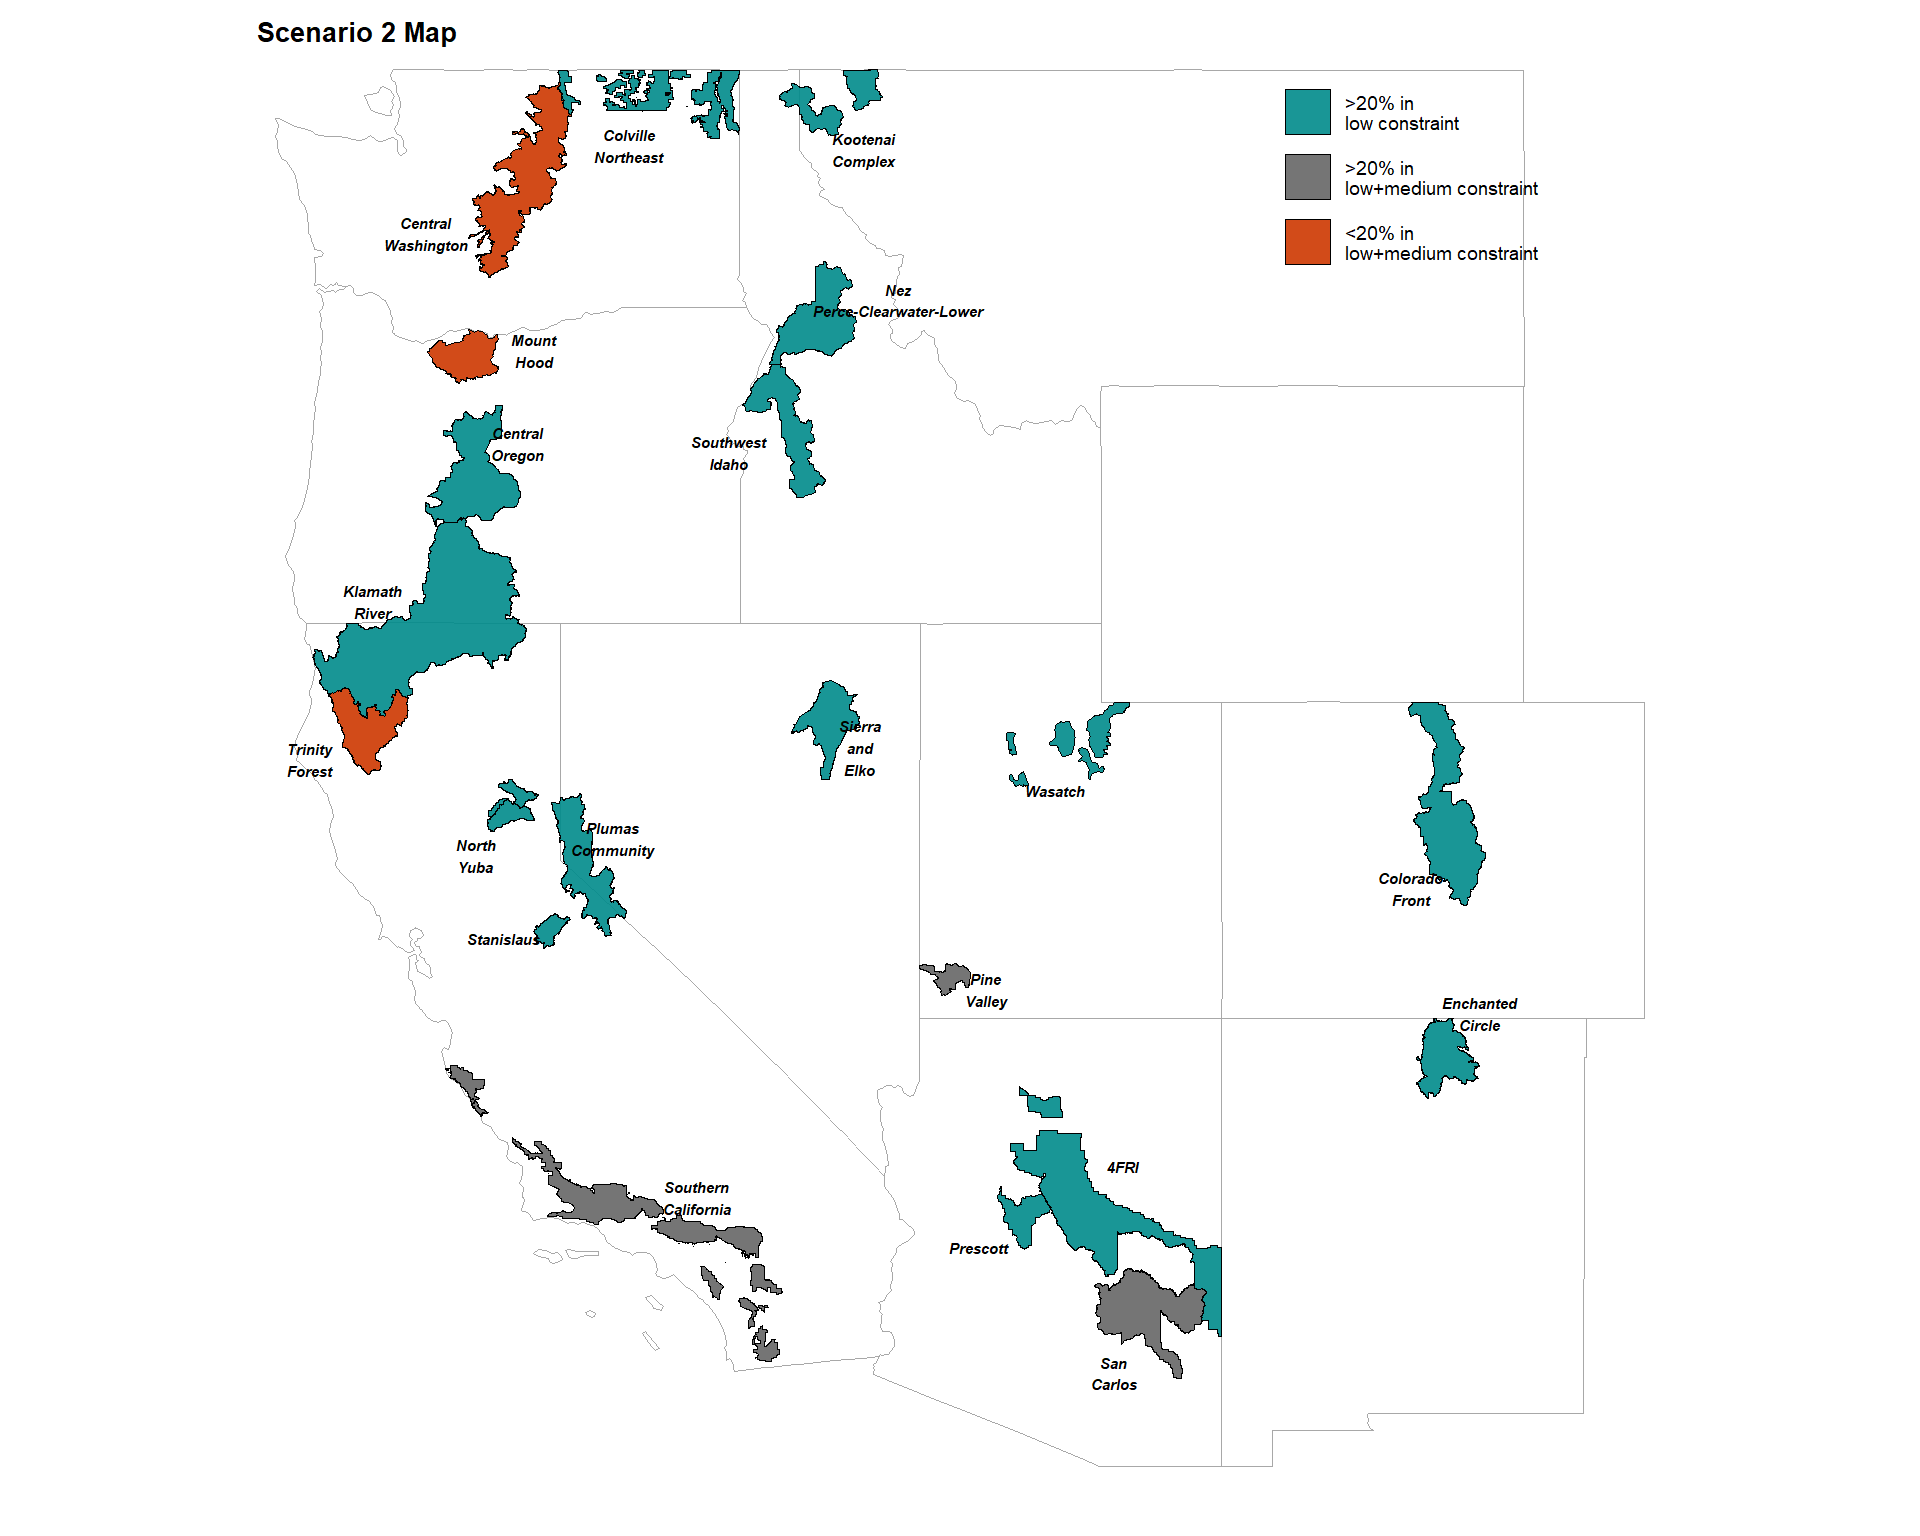 Scenario 2 Map
>20% in
low constraint
>20% in
low+medium constraint
<20% in
low+medium constraint
Colville
Northeast
Kootenai
Complex
Central
Washington
Nez
Perce-Clearwater-Lower
Mount
Hood
Central
Oregon
Southwest
Idaho
Klamath
River
Trinity
Forest
Sierra
and
Elko
Wasatch
North
Yuba
Plumas
Community
Colorado
Front
Stanislaus
Pine
Valley
Enchanted
Circle
4FRI
Southern
California
Prescott
San
Carlos